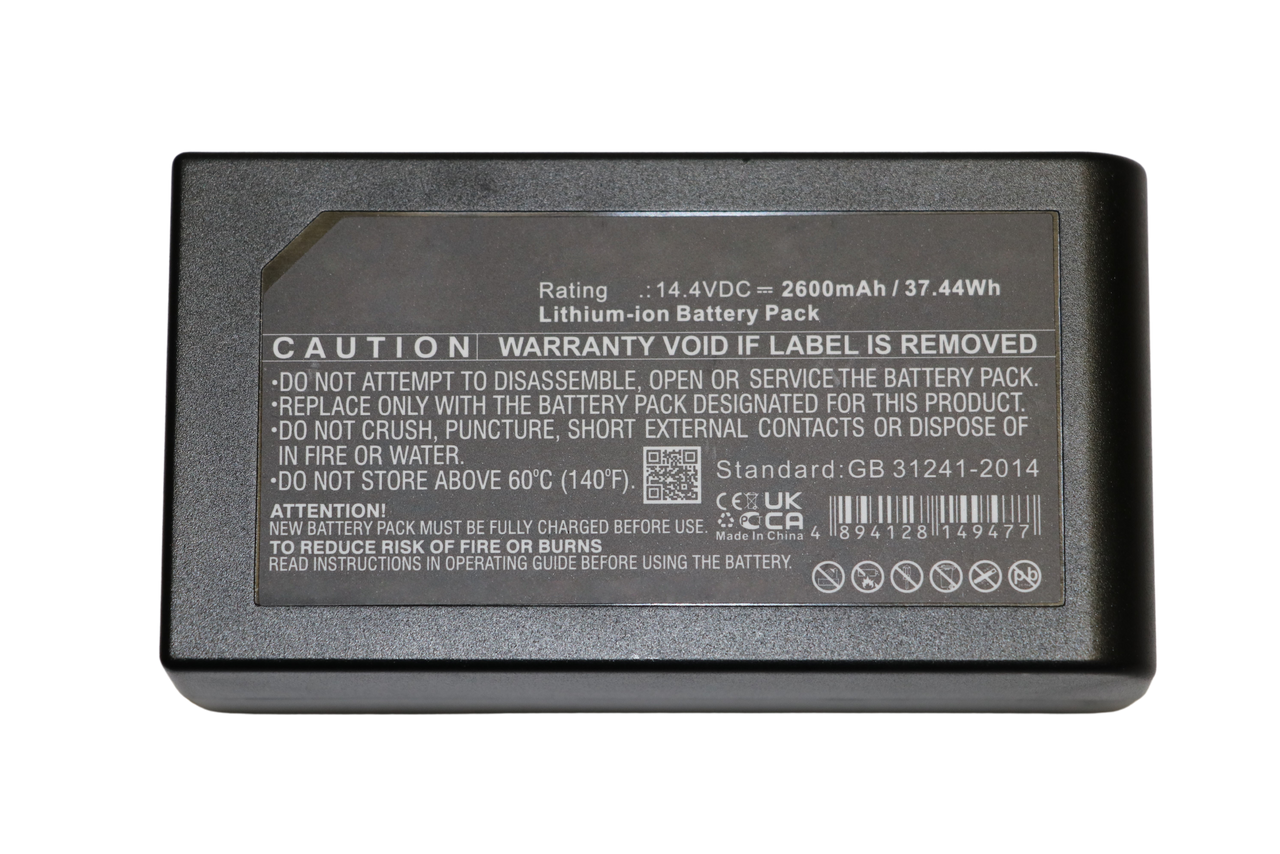 Rating .: 14.4VDC ⎓ 2600mAh / 37.44Wh
Lithium-ion Battery Pack
CAUTION WARRANTY VOID IF LABEL IS REMOVED
•DO NOT ATTEMPT TO DISASSEMBLE, OPEN OR SERVICE THE BATTERY PACK.
•REPLACE ONLY WITH THE BATTERY PACK DESIGNATED FOR THIS PRODUCT.
•DO NOT CRUSH, PUNCTURE, SHORT EXTERNAL CONTACTS OR DISPOSE OF
IN FIRE OR WATER.
•DO NOT STORE ABOVE 60°C (140°F).
Standard:GB 31241-2014
ATTENTION!
NEW BATTERY PACK MUST BE FULLY CHARGED BEFORE USE.
TO REDUCE RISK OF FIRE OR BURNS
READ INSTRUCTIONS IN OPERATING GUIDE BEFORE USING THE BATTERY.
CE UK
CA
Made In China
4 894128 149477
Pb